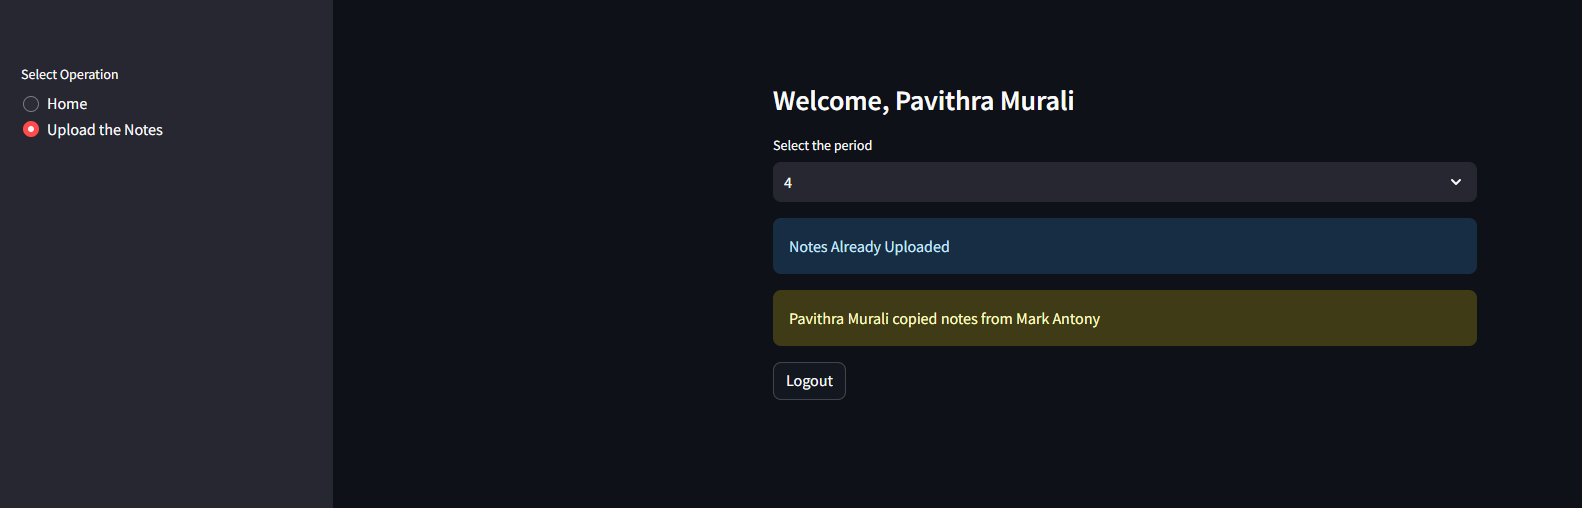 Select Operation
Home
Upload the Notes
Welcome, Pavithra Murali
Select the period
4
Notes Already Uploaded
Pavithra Murali copied notes from Mark Antony
Logout